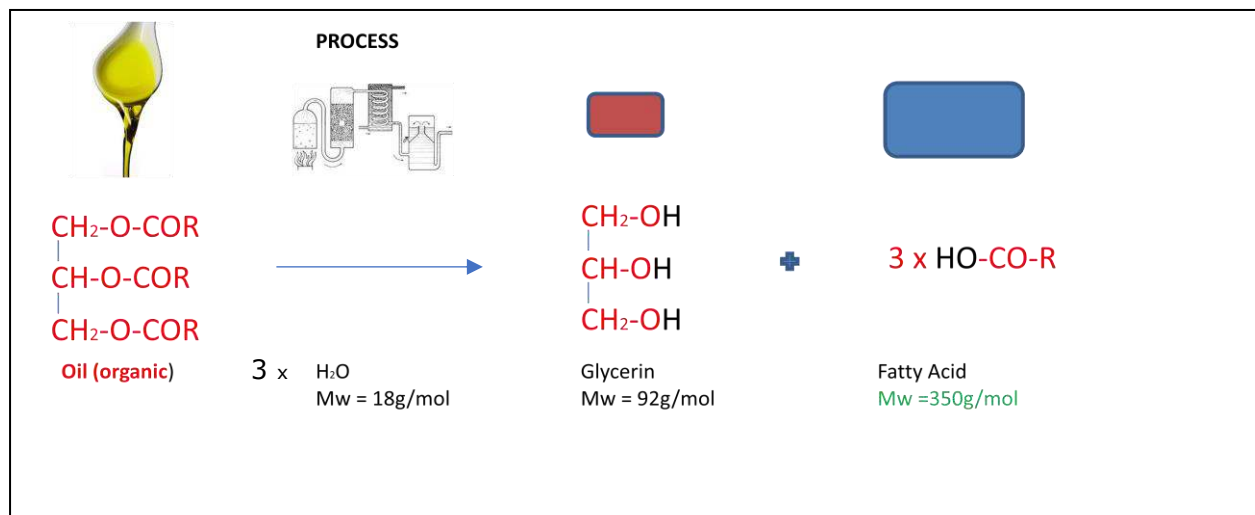 PROCESS
CH₂-O-COR
CH-O-COR
CH₂-O-COR
Oil (organic)
3 x H₂O
Mw = 18g/mol
CH₂-OH
CH-OH
CH₂-OH
Glycerin
Mw = 92g/mol
3 x HO-CO-R
Fatty Acid
Mw =350g/mol